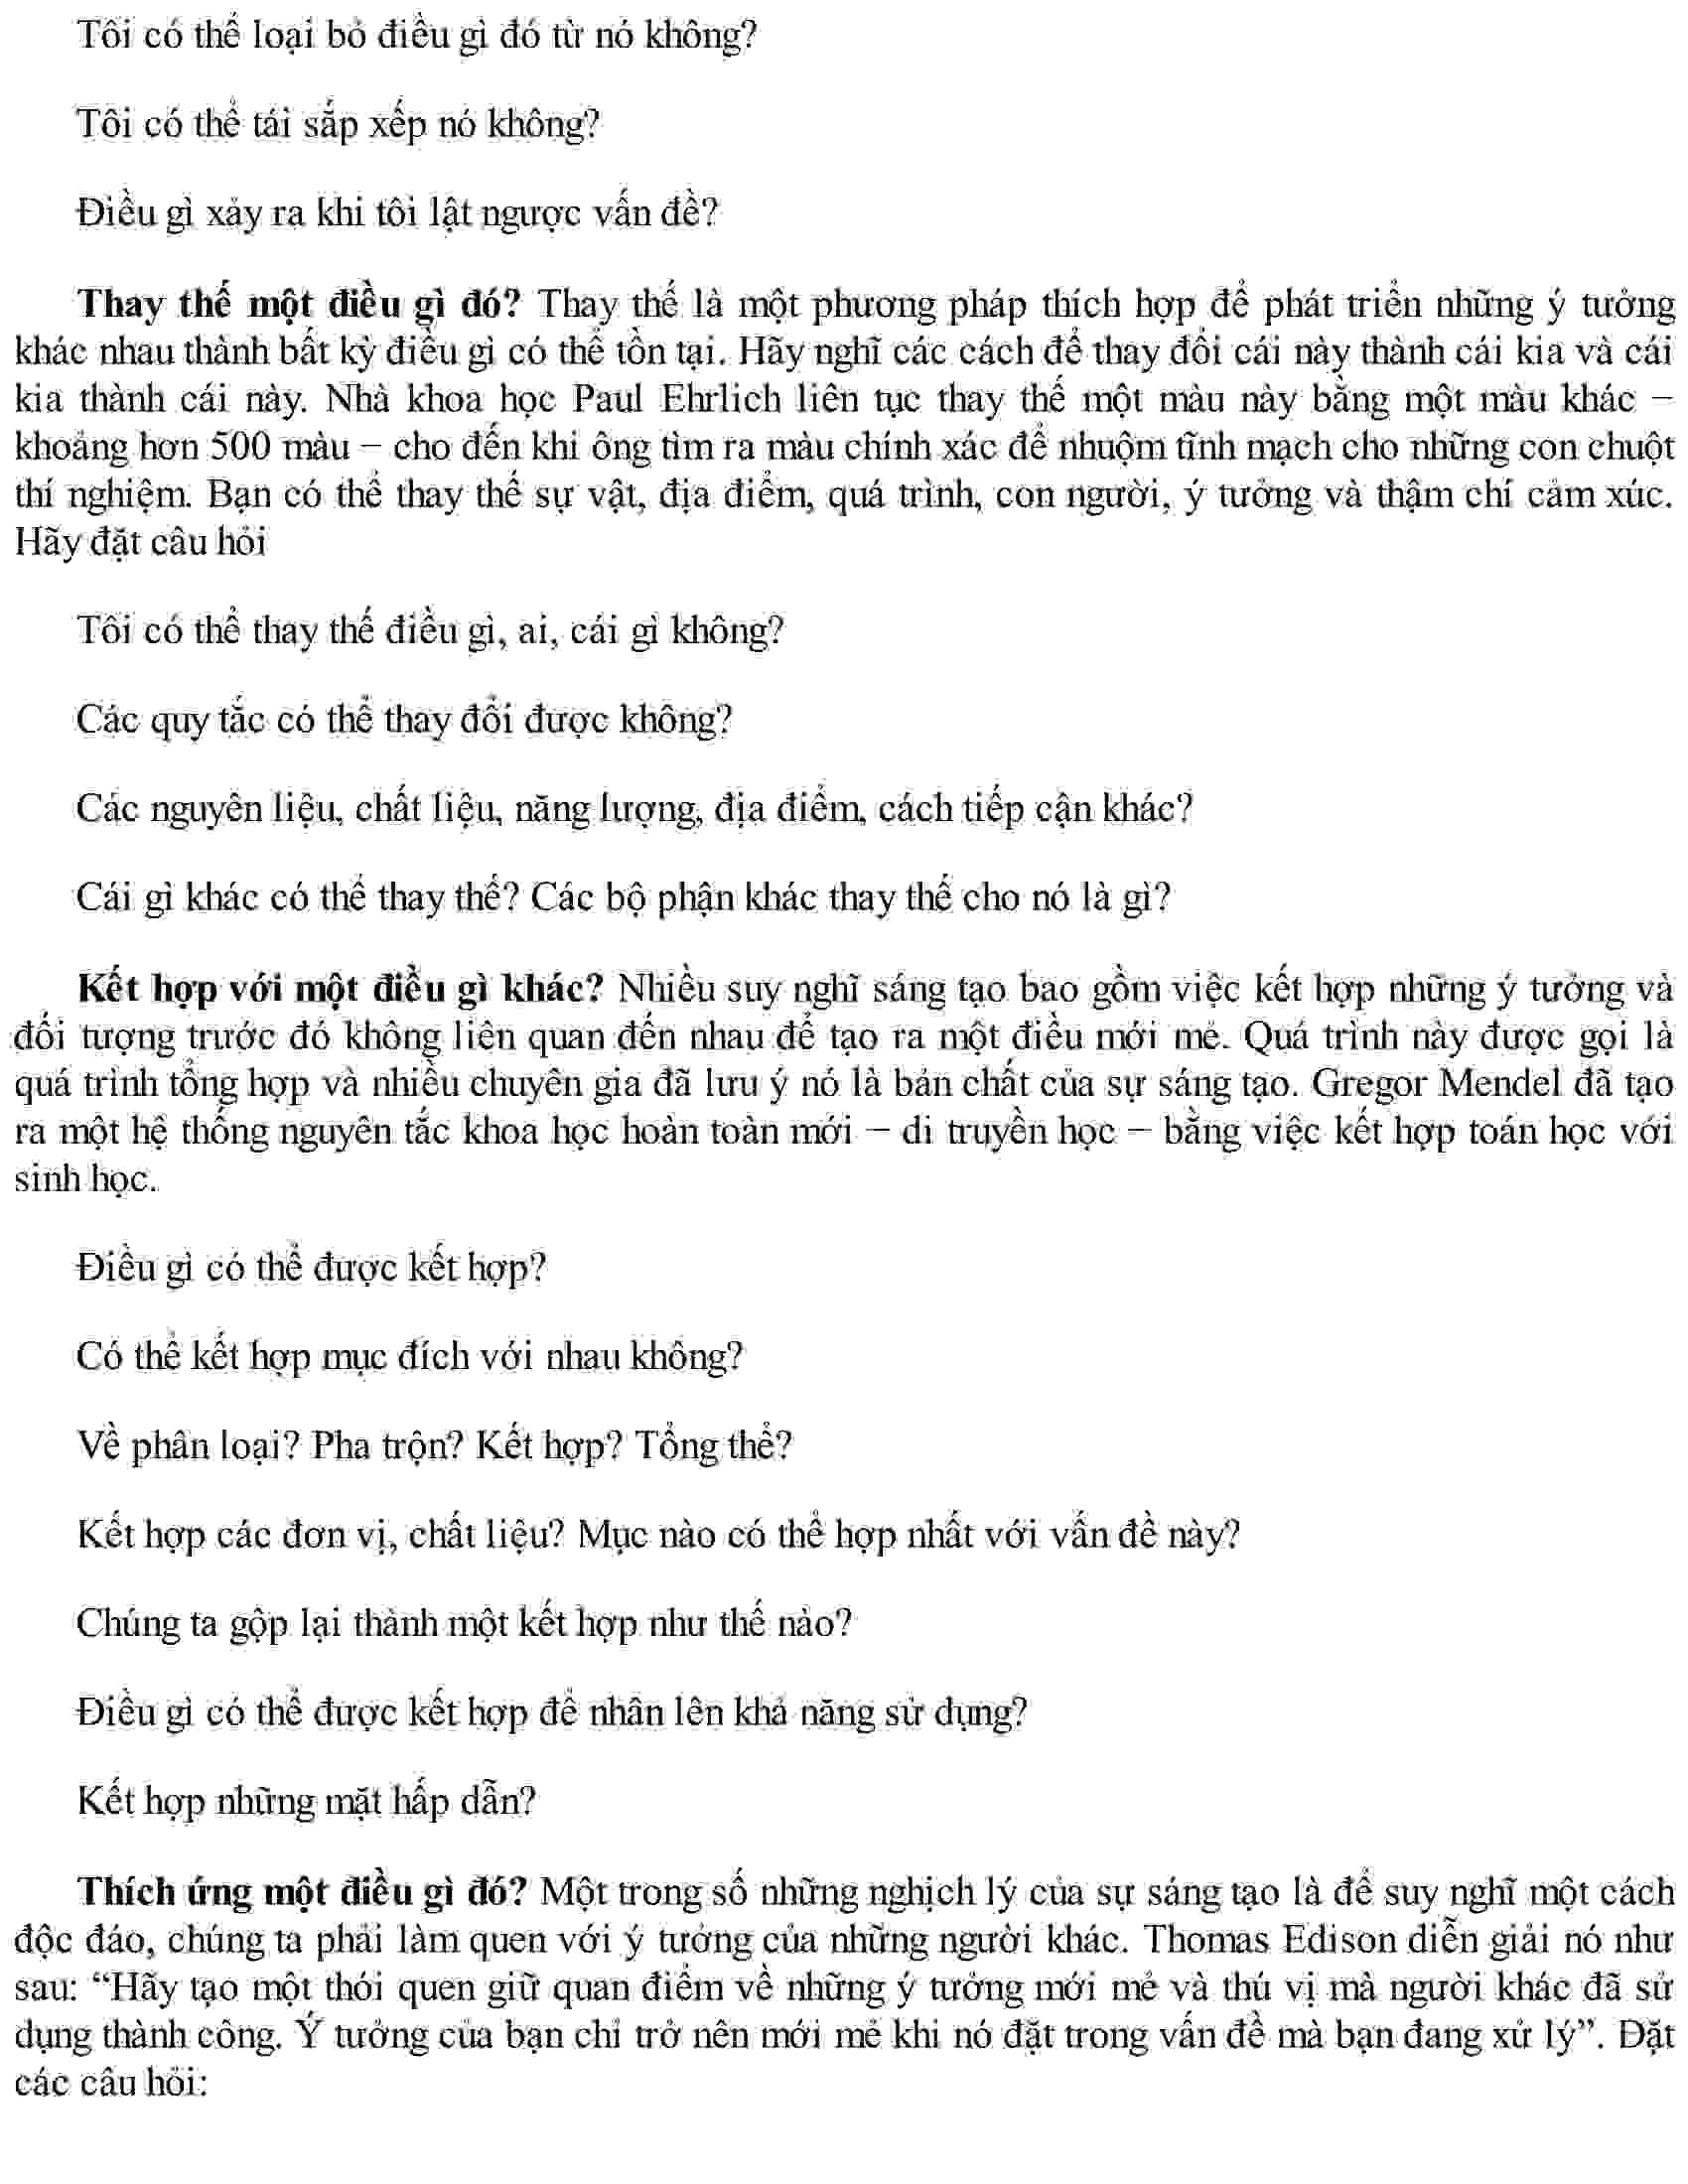 Tôi có thể loại bỏ điều gì đó từ nó không?
Tôi có thể tái sắp xếp nó không?
Điều gì xảy ra khi tôi lật ngược vấn đề?
Thay thế một điều gì đó? Thay thế là một phương pháp thích hợp để phát triển những ý tưởng
khác nhau thành bất kỳ điều gì có thể tồn tại. Hãy nghĩ các cách để thay đổi cái này thành cái kia và cái
kia thành cái này. Nhà khoa học Paul Ehrlich liên tục thay thế một màu này bằng một màu khác –
khoảng hơn 500 màu – cho đến khi ông tìm ra màu chính xác để nhuộm tĩnh mạch cho những con chuột
thí nghiệm. Bạn có thể thay thế sự vật, địa điểm, quá trình, con người, ý tưởng và thậm chí cảm xúc.
Hãy đặt câu hỏi
Tôi có thể thay thế điều gì, ai, cái gì không?
Các quy tắc có thể thay đổi được không?
Các nguyên liệu, chất liệu, năng lượng, địa điểm, cách tiếp cận khác?
Cái gì khác có thể thay thế? Các bộ phận khác thay thế cho nó là gì?
Kết hợp với một điều gì khác? Nhiều suy nghĩ sáng tạo bao gồm việc kết hợp những ý tưởng và
đối tượng trước đó không liên quan đến nhau để tạo ra một điều mới mẻ. Quá trình này được gọi là
quá trình tổng hợp và nhiều chuyên gia đã lưu ý nó là bản chất của sự sáng tạo. Gregor Mendel đã tạo
ra một hệ thống nguyên tắc khoa học hoàn toàn mới – di truyền học – bằng việc kết hợp toán học với
sinh học.
Điều gì có thể được kết hợp?
Có thể kết hợp mục đích với nhau không?
Về phân loại? Pha trộn? Kết hợp? Tổng thể?
Kết hợp các đơn vị, chất liệu? Mục nào có thể hợp nhất với vấn đề này?
Chúng ta gộp lại thành một kết hợp như thế nào?
Điều gì có thể được kết hợp để nhân lên khả năng sử dụng?
Kết hợp những mặt hấp dẫn?
Thích ứng một điều gì đó? Một trong số những nghịch lý của sự sáng tạo là để suy nghĩ một cách
độc đáo, chúng ta phải làm quen với ý tưởng của những người khác. Thomas Edison diễn giải nó như
sau: “Hãy tạo một thói quen giữ quan điểm về những ý tưởng mới mẻ và thú vị mà người khác đã sử
dụng thành công. Ý tưởng của bạn chỉ trở nên mới mẻ khi nó đặt trong vấn đề mà bạn đang xử lý”. Đặt
các câu hỏi: